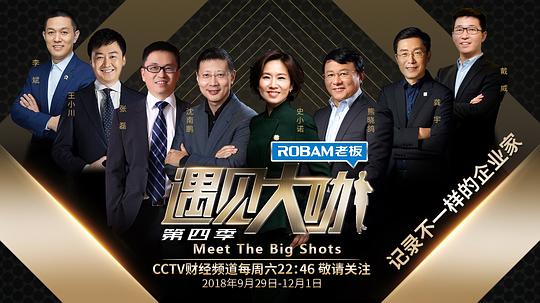 李斌
王小川
张磊
沈南鹏
史小诺
熊晓鸽
龚宇
戴威
ROBAM老板
遇见大咖
第四季
Meet The Big Shots
记录不一样的企业家
CCTV财经频道每周六22:46 敬请关注
2018年9月29日-12月1日